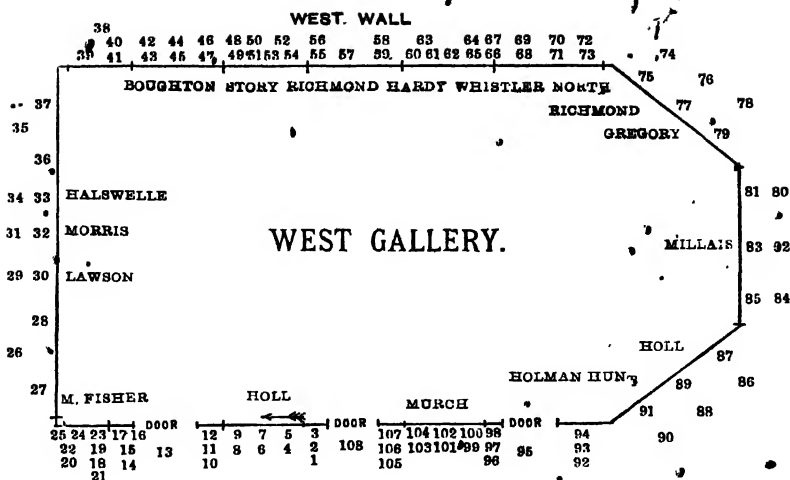 WEST. WALL
38
40 42 44 46 48 50 52 56 58 63 64 67 69 70 72
39 41 43 45 47 49 51 53 54 55 57 59 60 61 62 65 66 68 71 73
74
75 76
77 78
79
BOUGHTON STORY RICHMOND HARDY WHISTLER NORTH
RICHMOND
GREGORY
37
35
36
34 33 HALSWELLE
31 32 MORRIS
29 30 LAWSON
28
26
27
M. FISHER
WEST GALLERY.
81 80
MILLAIS 83 92
85 84
HOLL 87
HOLMAN HUNT 89 86
91 88
90
HOLL
MURCH
DOOR DOOR DOOR
25 24 23 17 16 12 9 7 5 3 107 104 102 100 98 94
22 19 15 13 11 8 6 4 2 108 106 103 101 99 97 95 93
20 18 14 10 1 105 96 92
21